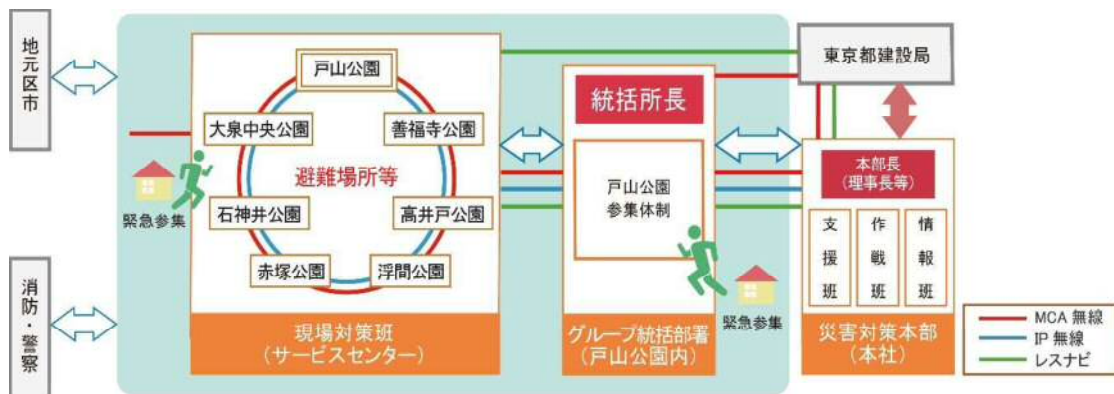 地元区市
消防・警察
緊急参集
戸山公園
大泉中央公園
善福寺公園
避難場所等
石神井公園
高井戸公園
赤塚公園
浮間公園
現場対策班
（サービスセンター）
統括所長
戸山公園
参集体制
グループ統括部署
（戸山公園内）
緊急参集
東京都建設局
本部長
（理事長等）
支援班
作戦班
情報班
災害対策本部
（本社）
MCA 無線
IP 無線
レスナビ